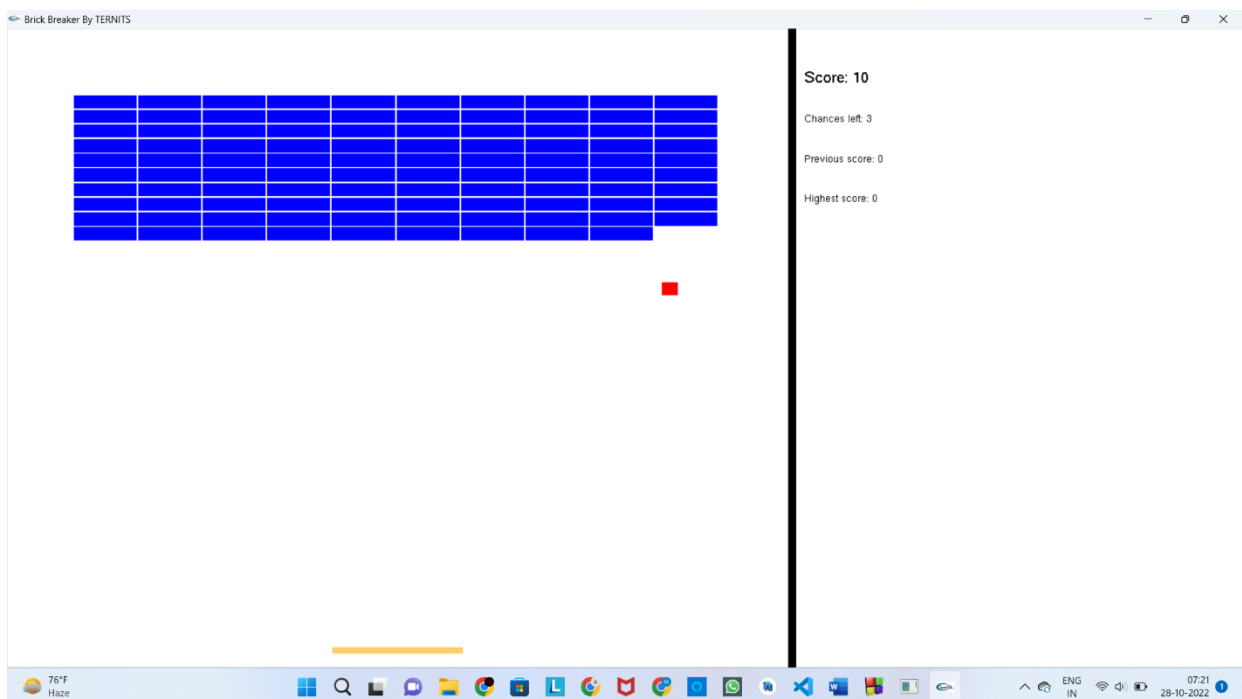 Brick Breaker By TERNITS
Score: 10
Chances left: 3
Previous score: 0
Highest score: 0
76°F
Haze
L
W
ENG
IN
07:21
28-10-2022
1